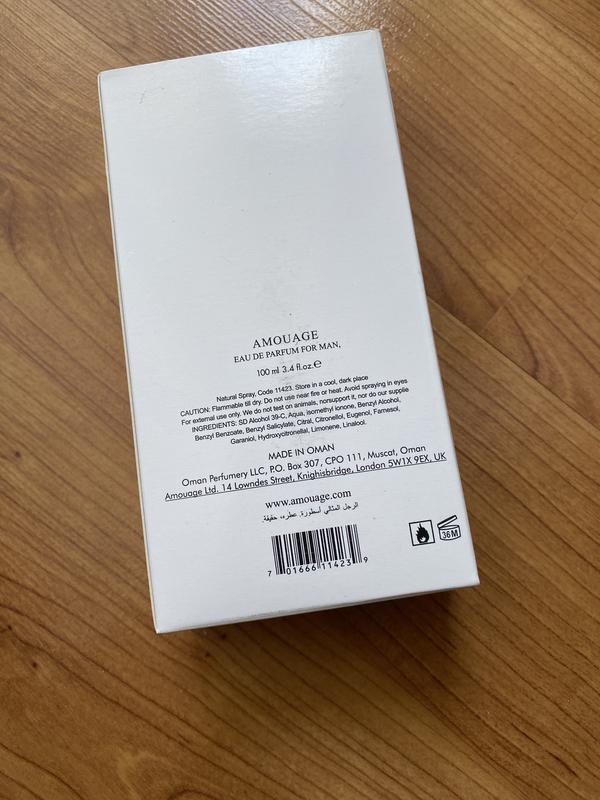 AMOUAGE
EAU DE PARFUM FOR MAN,
100 ml 3.4 fl.oz.℮
Natural Spray, Code 11423. Store in a cool, dark place
CAUTION: Flammable till dry. Do not use near fire or heat. Avoid spraying in eyes
For external use only. We do not test on animals, norsupport it, nor do our supplie
INGREDIENTS: SD Alcohol 39-C, Aqua, isomethyl ionone, Benzyl Alcohol,
Benzyl Benzoate, Benzyl Salicylate, Citral, Citronellol, Eugenol, Farnesol,
Geraniol, Hydroxycitronellal, Limonene, Linalool.
MADE IN OMAN
Oman Perfumery LLC, P.O. Box 307, CPO 111, Muscat, Oman
Amouage Ltd. 14 Lowndes Street, Knighisbridge, London 5W1X 9EX, UK
www.amouage.com
الرجل المثالي أسطورة. عطره، حقيقة.
36M
7 01666 11423 9